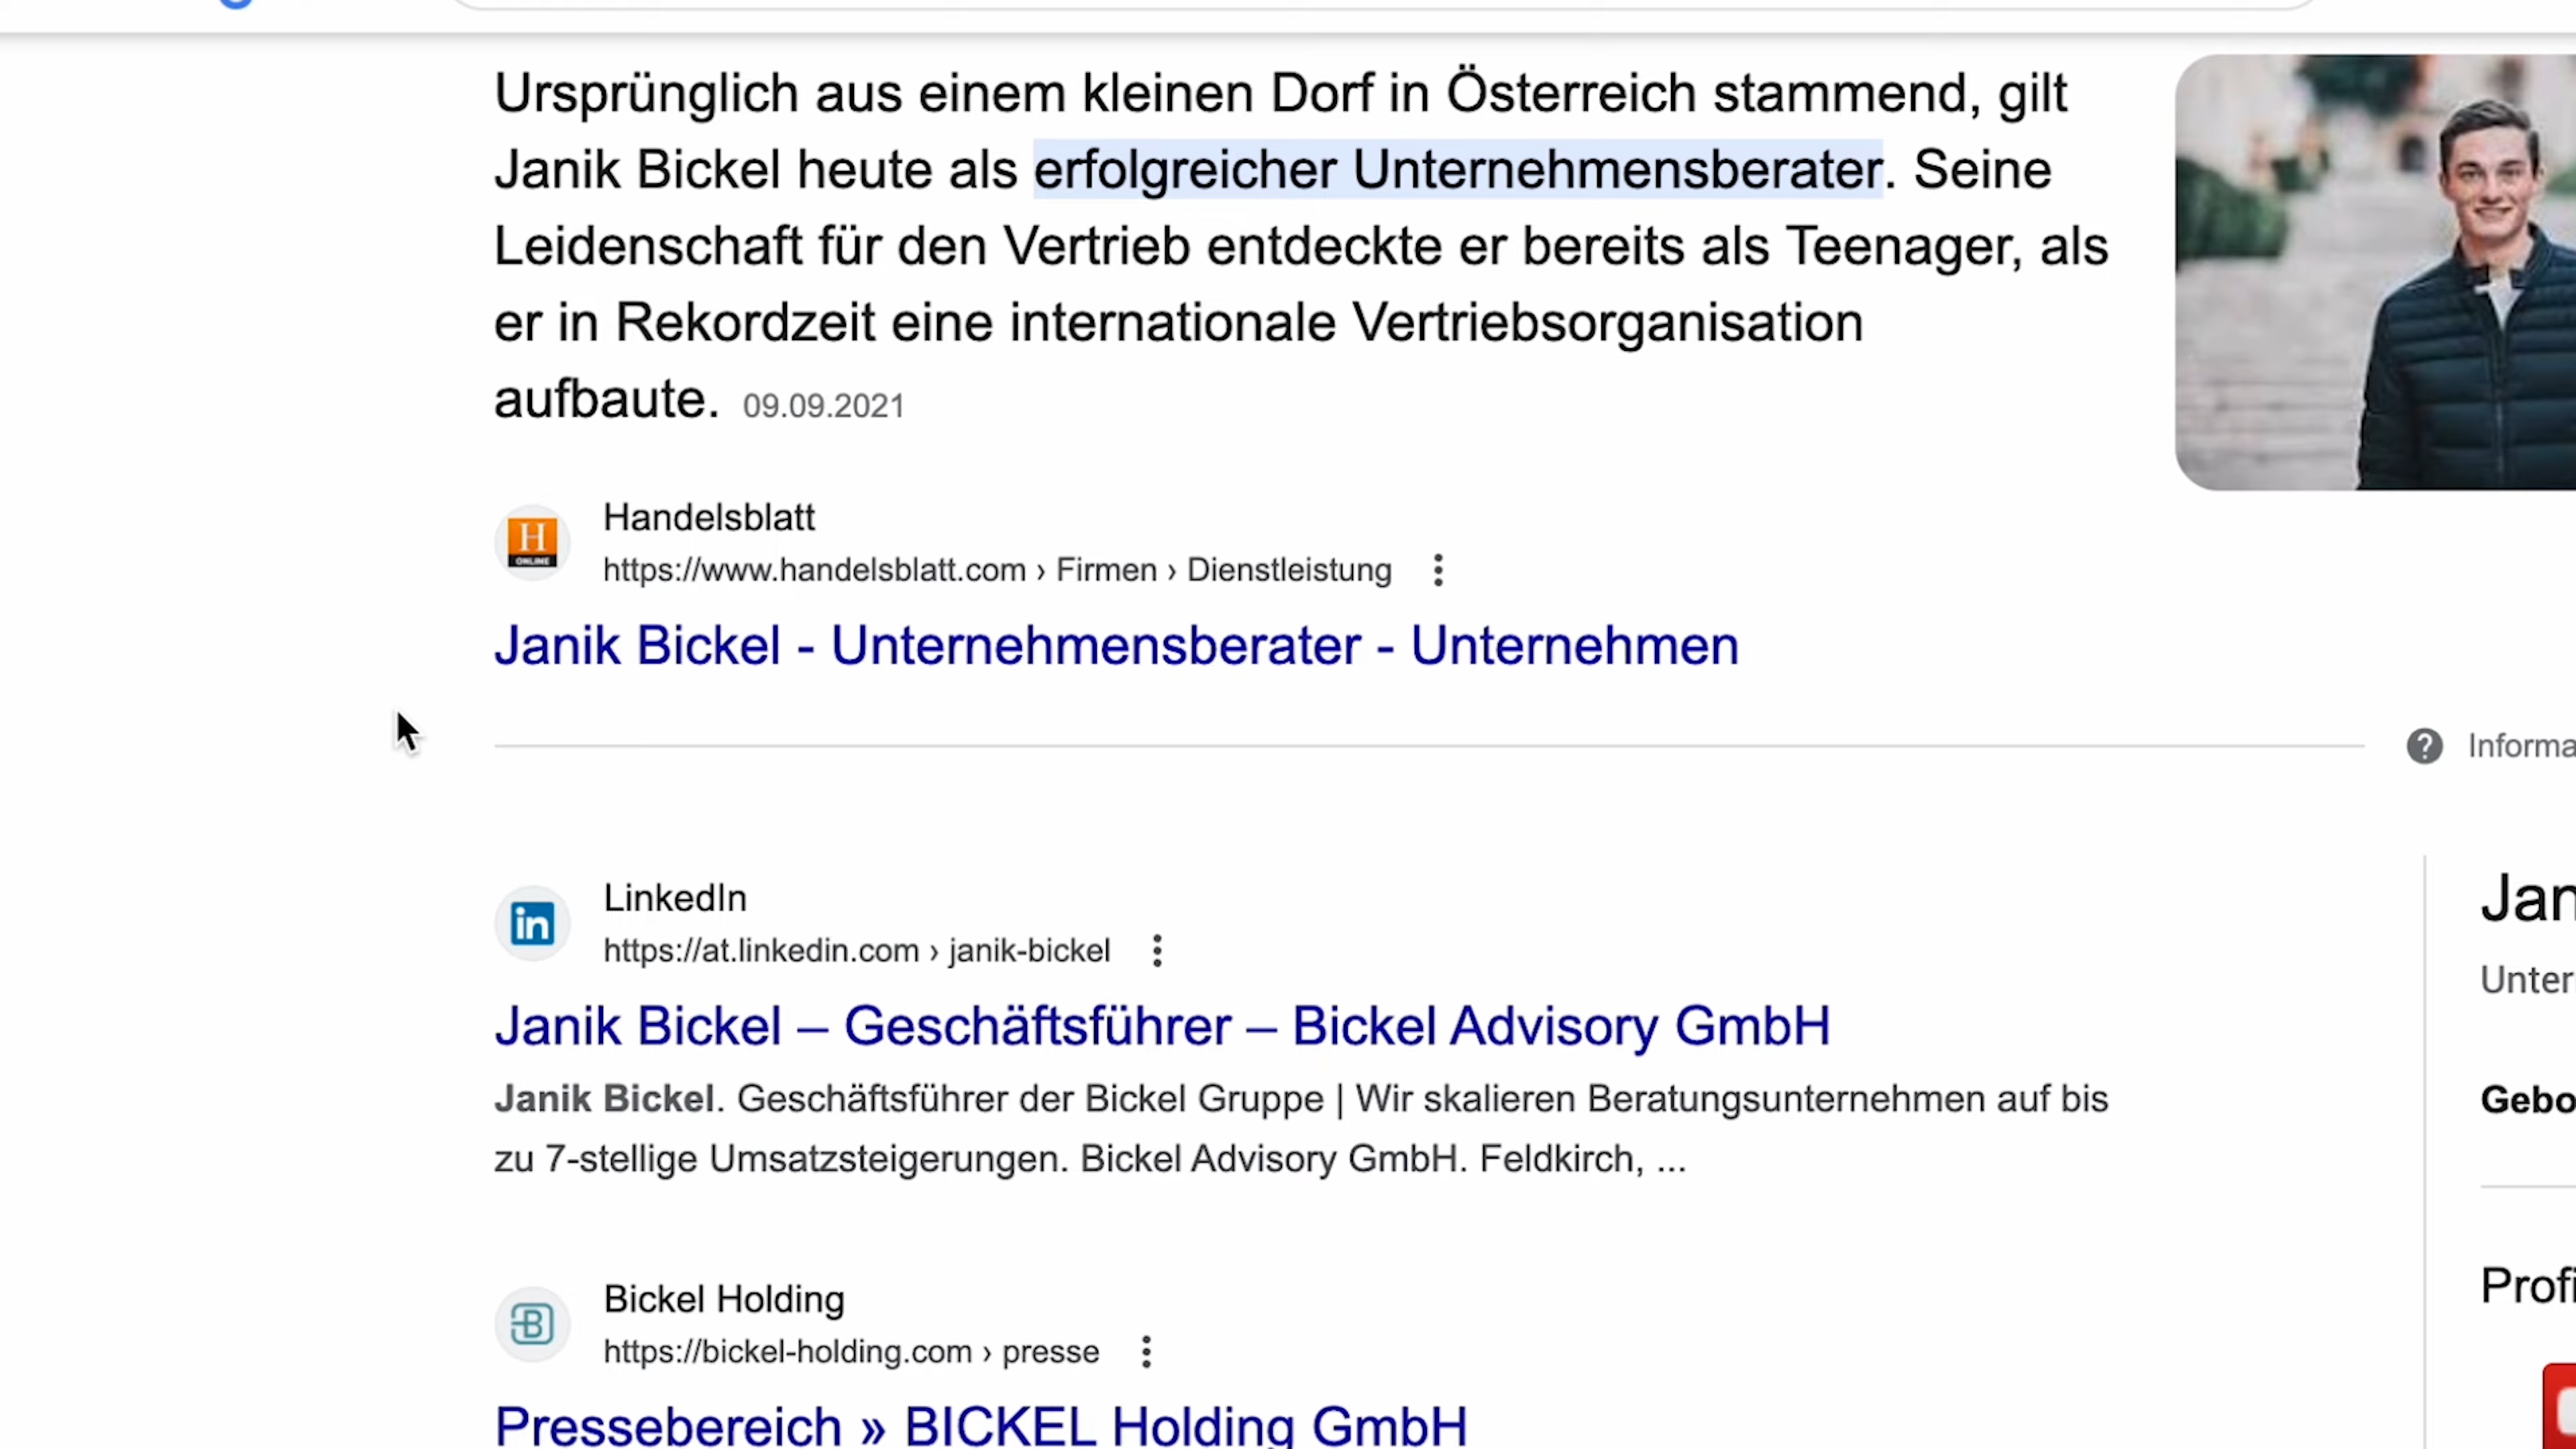 Ursprünglich aus einem kleinen Dorf in Österreich stammend, gilt
Janik Bickel heute als erfolgreicher Unternehmensberater. Seine
Leidenschaft für den Vertrieb entdeckte er bereits als Teenager, als
er in Rekordzeit eine internationale Vertriebsorganisation
aufbaute. 09.09.2021
H
ONLINE
Handelsblatt
https://www.handelsblatt.com › Firmen › Dienstleistung
Janik Bickel - Unternehmensberater - Unternehmen
? Informa
in
LinkedIn
https://at.linkedin.com › janik-bickel
Janik Bickel – Geschäftsführer – Bickel Advisory GmbH
Janik Bickel. Geschäftsführer der Bickel Gruppe | Wir skalieren Beratungsunternehmen auf bis
zu 7-stellige Umsatzsteigerungen. Bickel Advisory GmbH. Feldkirch, ...
B
Bickel Holding
https://bickel-holding.com › presse
Pressebereich » BICKEL Holding GmbH
Jan
Unter
Gebo
Profi